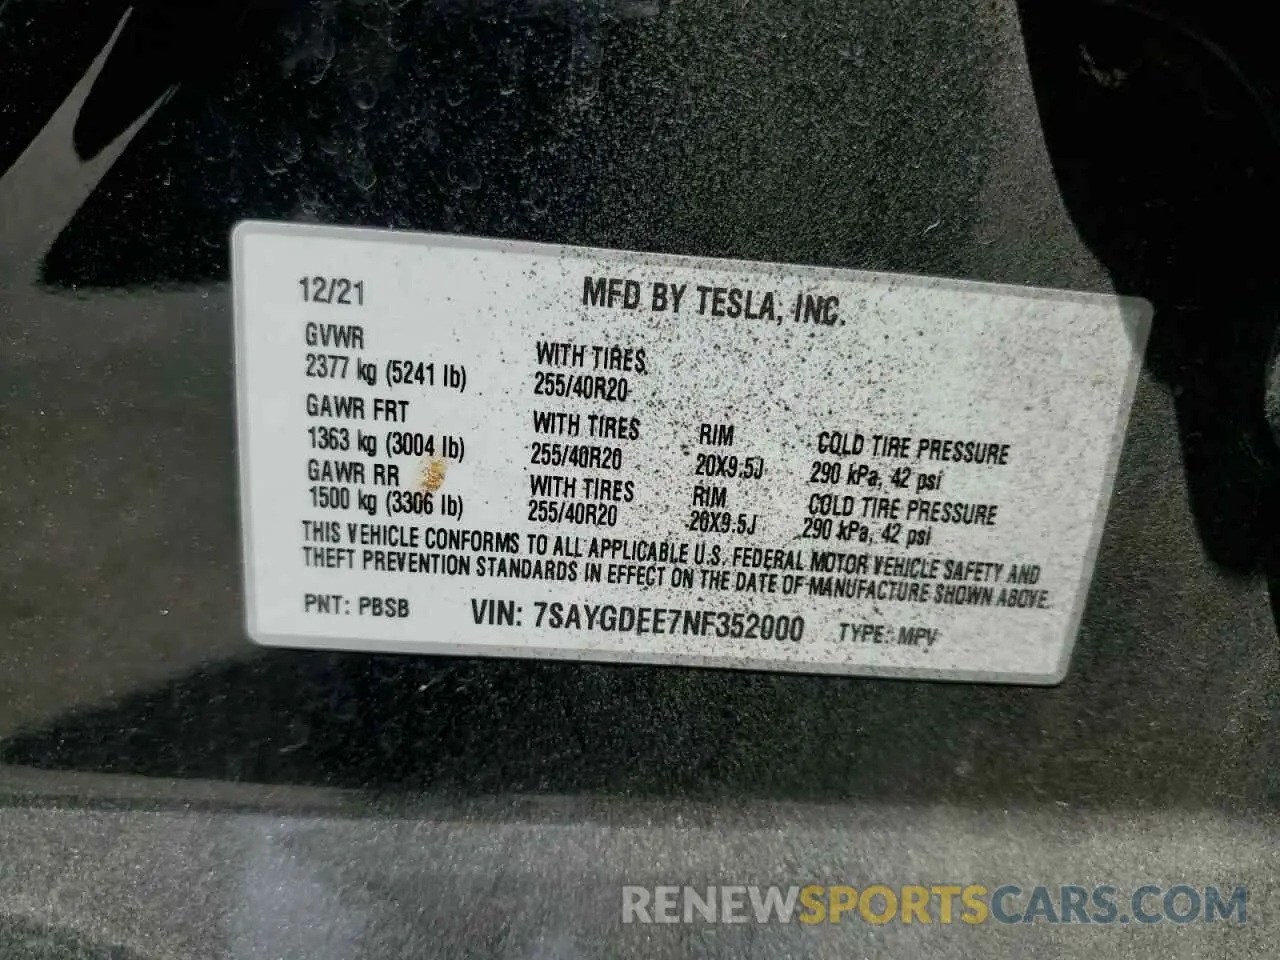 12/21 MFD BY TESLA, INC.
GVWR
2377 kg (5241 lb) WITH TIRES 255/40R20
GAWR FRT
1363 kg (3004 lb) WITH TIRES 255/40R20 RIM 20X9.5J COLD TIRE PRESSURE 290 kPa, 42 psi
GAWR RR
1500 kg (3306 lb) WITH TIRES 255/40R20 RIM 20X9.5J COLD TIRE PRESSURE 290 kPa, 42 psi
THIS VEHICLE CONFORMS TO ALL APPLICABLE U.S. FEDERAL MOTOR VEHICLE SAFETY AND
THEFT PREVENTION STANDARDS IN EFFECT ON THE DATE OF MANUFACTURE SHOWN ABOVE.
PNT: PBSB VIN: 7SAYGDEE7NF352000 TYPE: MPV
RENEWSPORTSCARS.COM